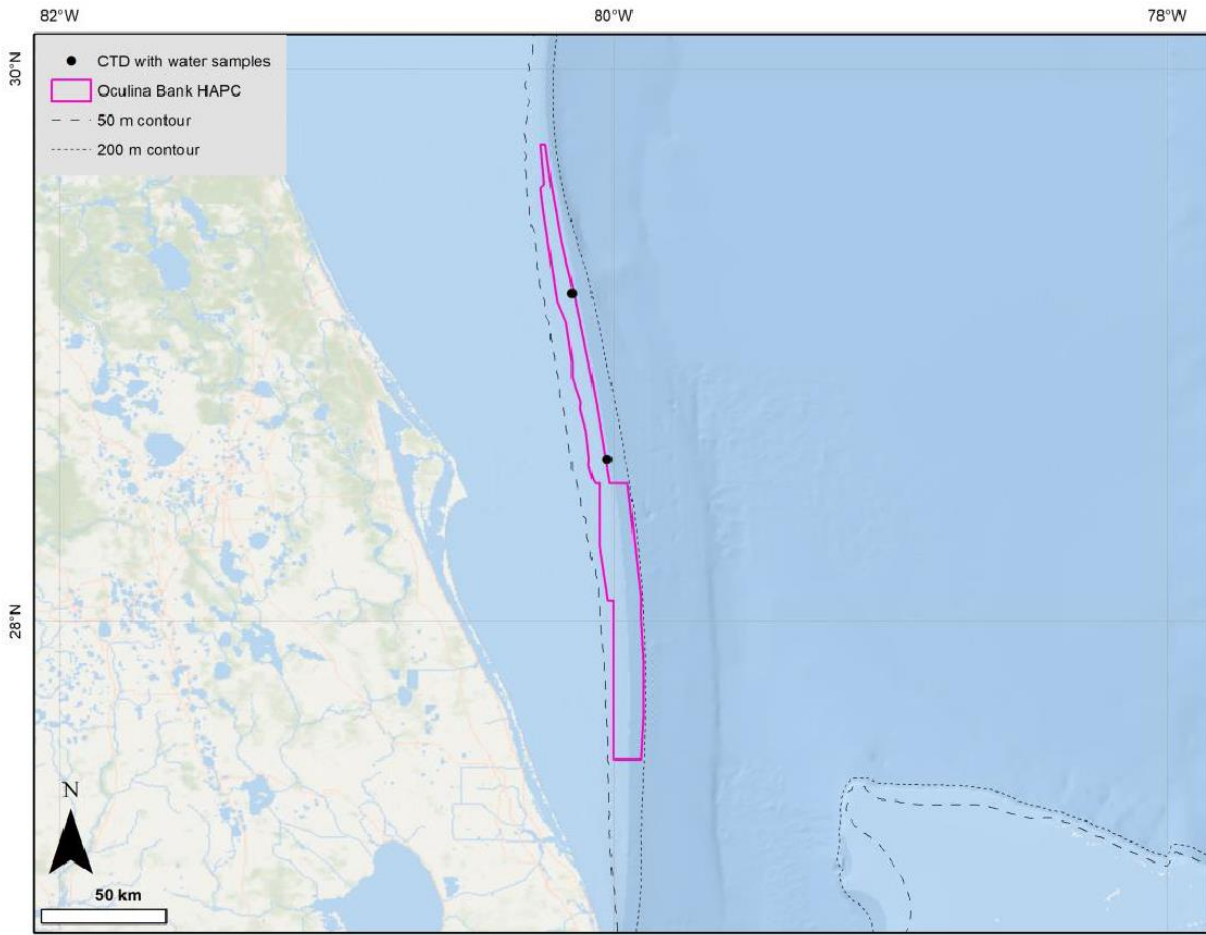 82°W 80°W 78°W
30°N
CTD with water samples
Oculina Bank HAPC
50 m contour
200 m contour
28°N
N
50 km